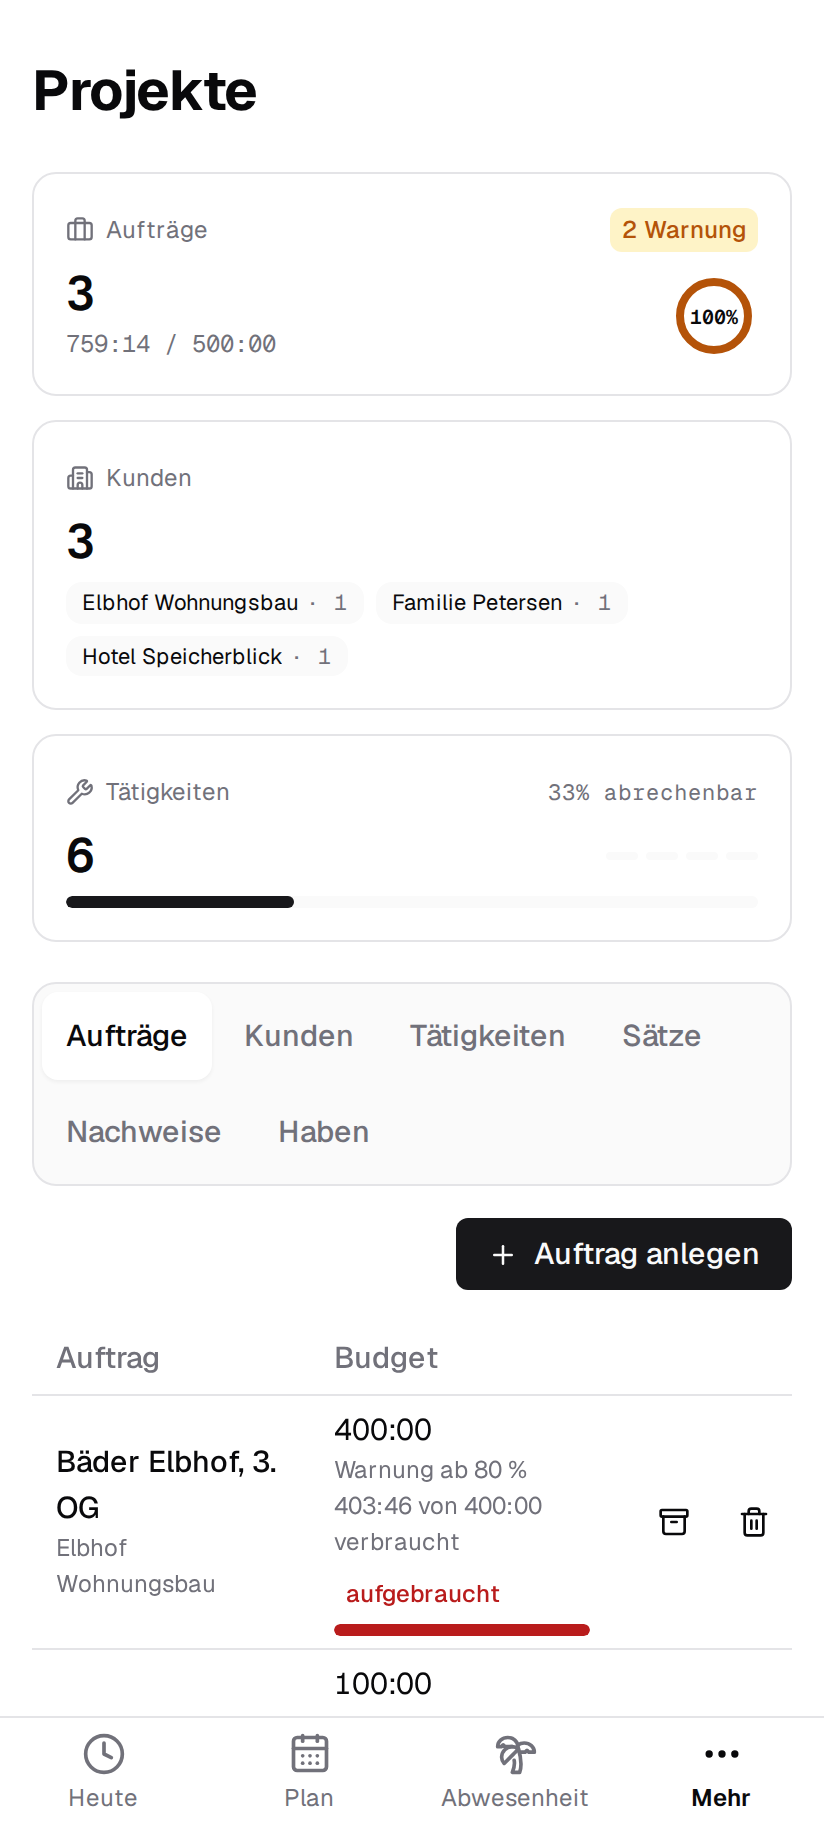 Projekte
Aufträge
2 Warnung
3
100%
759:14 / 500:00
Kunden
3
Elbhof Wohnungsbau · 1
Familie Petersen · 1
Hotel Speicherblick · 1
Tätigkeiten
33% abrechenbar
6
Aufträge
Kunden
Tätigkeiten
Sätze
Nachweise
Haben
+ Auftrag anlegen
Auftrag
Budget
Bäder Elbhof, 3.
OG
Elbhof
Wohnungsbau
400:00
Warnung ab 80 %
403:46 von 400:00
verbraucht
aufgebraucht
100:00
Heute
Plan
Abwesenheit
Mehr